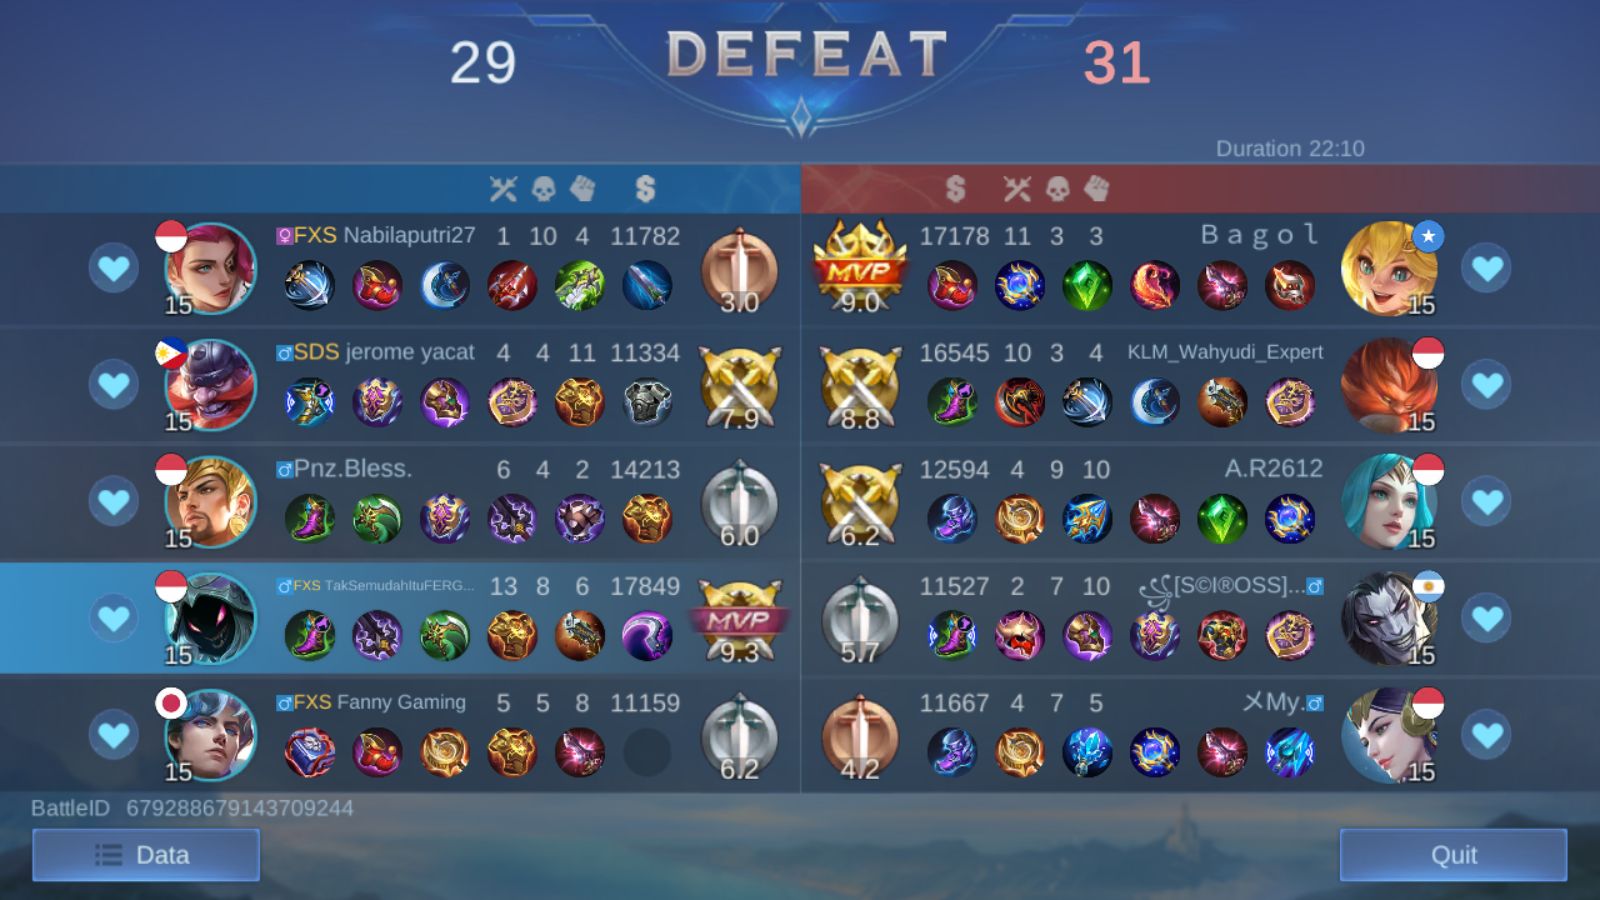 29 DEFEAT 31
Duration 22:10
FXS Nabilaputri27 1 10 4 11782
15 3.0
17178 11 3 3 Bagol
MVP 9.0 15
SDS jerome yacat 4 4 11 11334
15 7.9
16545 10 3 4 KLM_Wahyudi_Expert
8.8 15
Pnz.Bless. 6 4 2 14213
15 6.0
12594 4 9 10 A.R2612
6.2 15
FXS TakSemudahItuFERG... 13 8 6 17849
15 MVP 9.3
11527 2 7 10 ꧁[S©I®OSS]...
5.7 15
FXS Fanny Gaming 5 5 8 11159
15 6.2
11667 4 7 5 メMy.
4.2 15
BattleID 679288679143709244
Data Quit